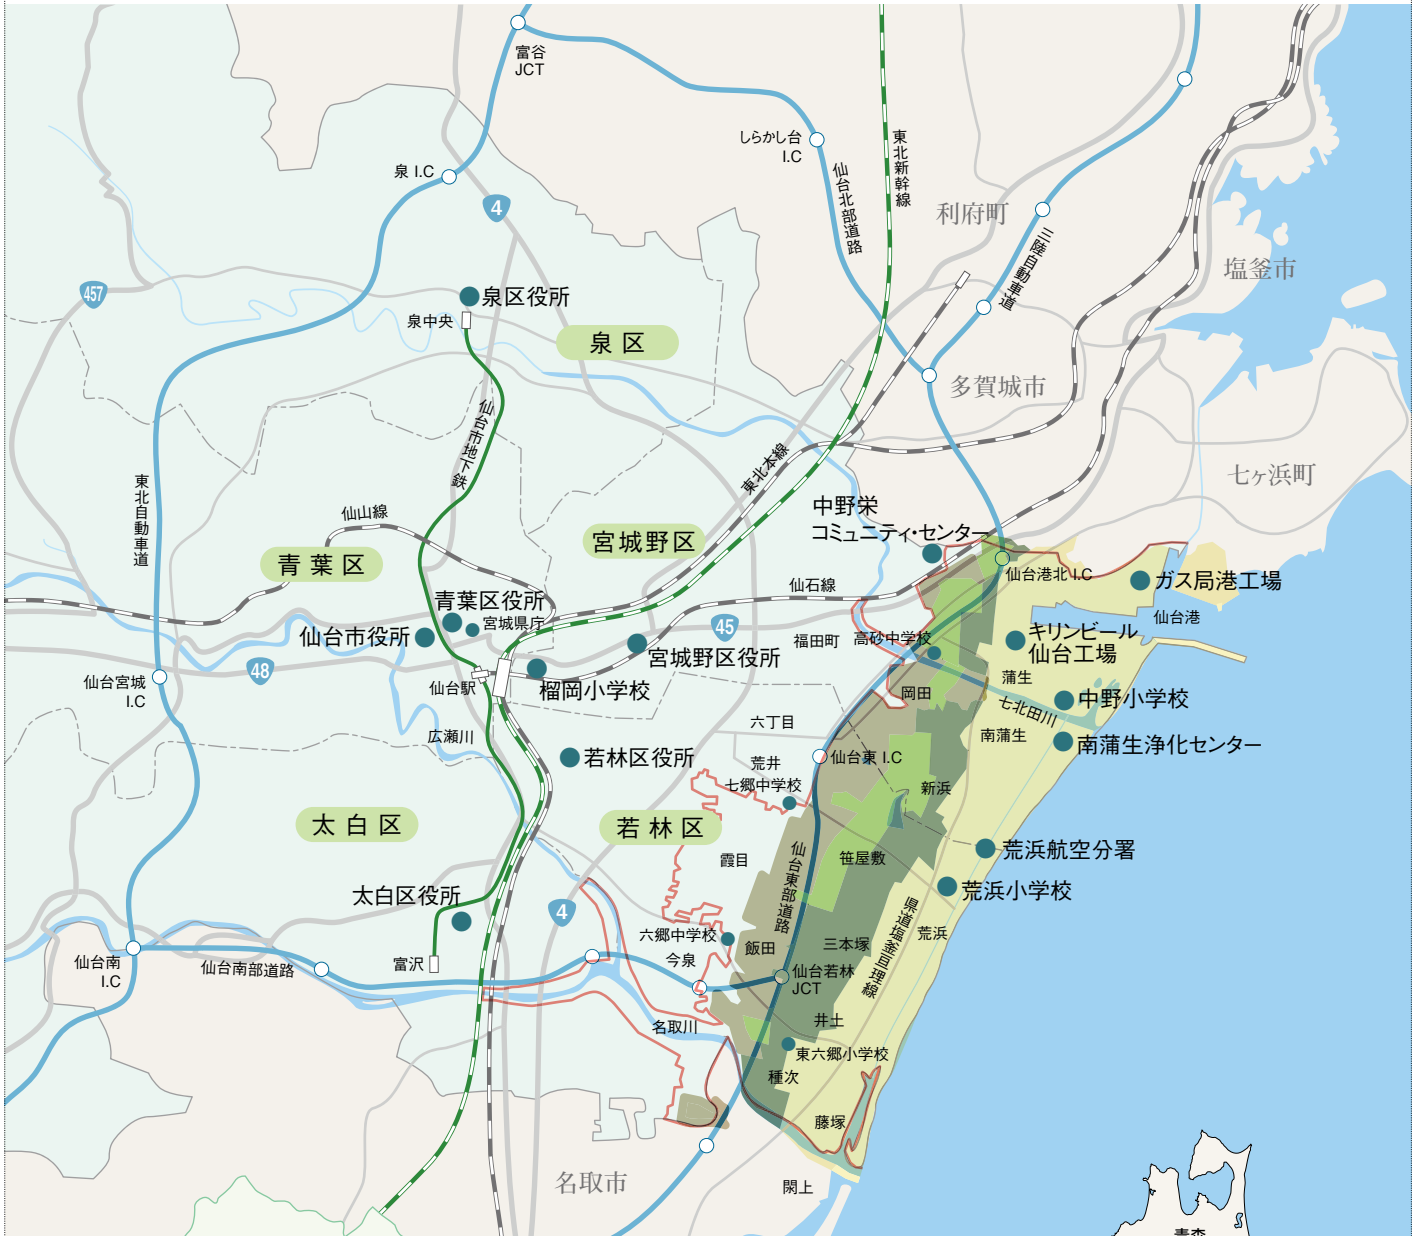 富谷
JCT
しらかし台
I.C
仙台北部道路
東北新幹線
泉 I.C
4
利府町
三陸自動車道
塩釜市
457
泉区役所
泉中央
泉区
多賀城市
仙台市地下鉄
東北本線
七ヶ浜町
東北自動車道
仙山線
中野栄
コミュニティ・センター
宮城野区
青葉区
仙石線
仙台港北 I.C
ガス局港工場
仙台港
青葉区役所
宮城県庁
仙台市役所
45
福田町
高砂中学校
キリンビール
仙台工場
宮城野区役所
48
仙台宮城
I.C
仙台駅
榴岡小学校
岡田
蒲生
七北田川
中野小学校
広瀬川
六丁目
南蒲生
南蒲生浄化センター
若林区役所
荒井
七郷中学校
仙台東 I.C
新浜
太白区
若林区
霞目
仙台東部道路
笹屋敷
荒浜航空分署
荒浜小学校
太白区役所
4
県道塩釜亘理線
荒浜
六郷中学校
飯田
三本塚
今泉
仙台南
I.C
仙台南部道路
富沢
仙台若林
JCT
名取川
井土
東六郷小学校
種次
藤塚
名取市
閖上
青森